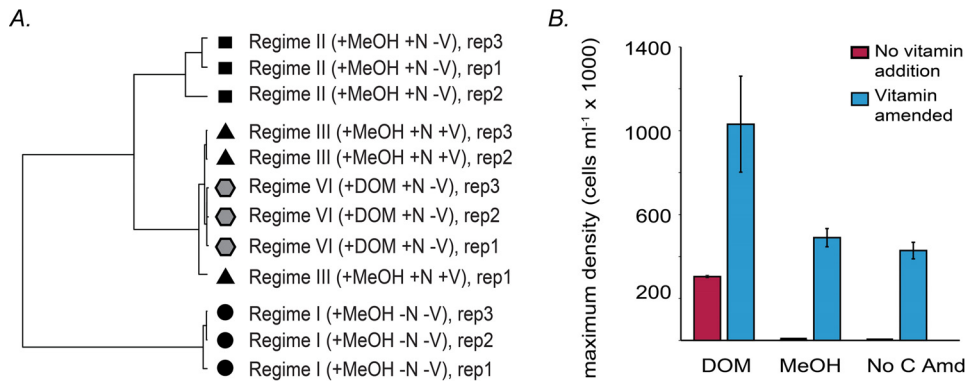 A.
Regime II (+MeOH +N -V), rep3
Regime II (+MeOH +N -V), rep1
Regime II (+MeOH +N -V), rep2
Regime III (+MeOH +N +V), rep3
Regime III (+MeOH +N +V), rep2
Regime VI (+DOM +N -V), rep3
Regime VI (+DOM +N -V), rep2
Regime VI (+DOM +N -V), rep1
Regime III (+MeOH +N +V), rep1
Regime I (+MeOH -N -V), rep3
Regime I (+MeOH -N -V), rep2
Regime I (+MeOH -N -V), rep1
B.
maximum density (cells ml⁻¹ x 1000)
1400
1000
600
200
No vitamin
addition
Vitamin
amended
DOM
MeOH
No C Amd